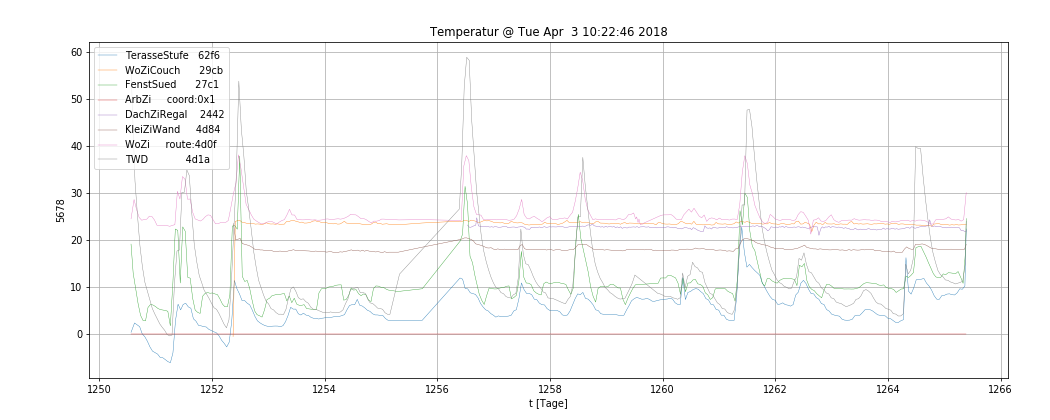 Temperatur @ Tue Apr  3 10:22:46 2018
60
50
40
30
20
10
0
5678
TerasseStufe   62f6
WoZiCouch   29cb
FenstSued   27c1
ArbZi   coord:0x1
DachZiRegal   2442
KleiZiWand   4d84
WoZi   route:4d0f
TWD   4d1a
1250 1252 1254 1256 1258 1260 1262 1264 1266
t [Tage]